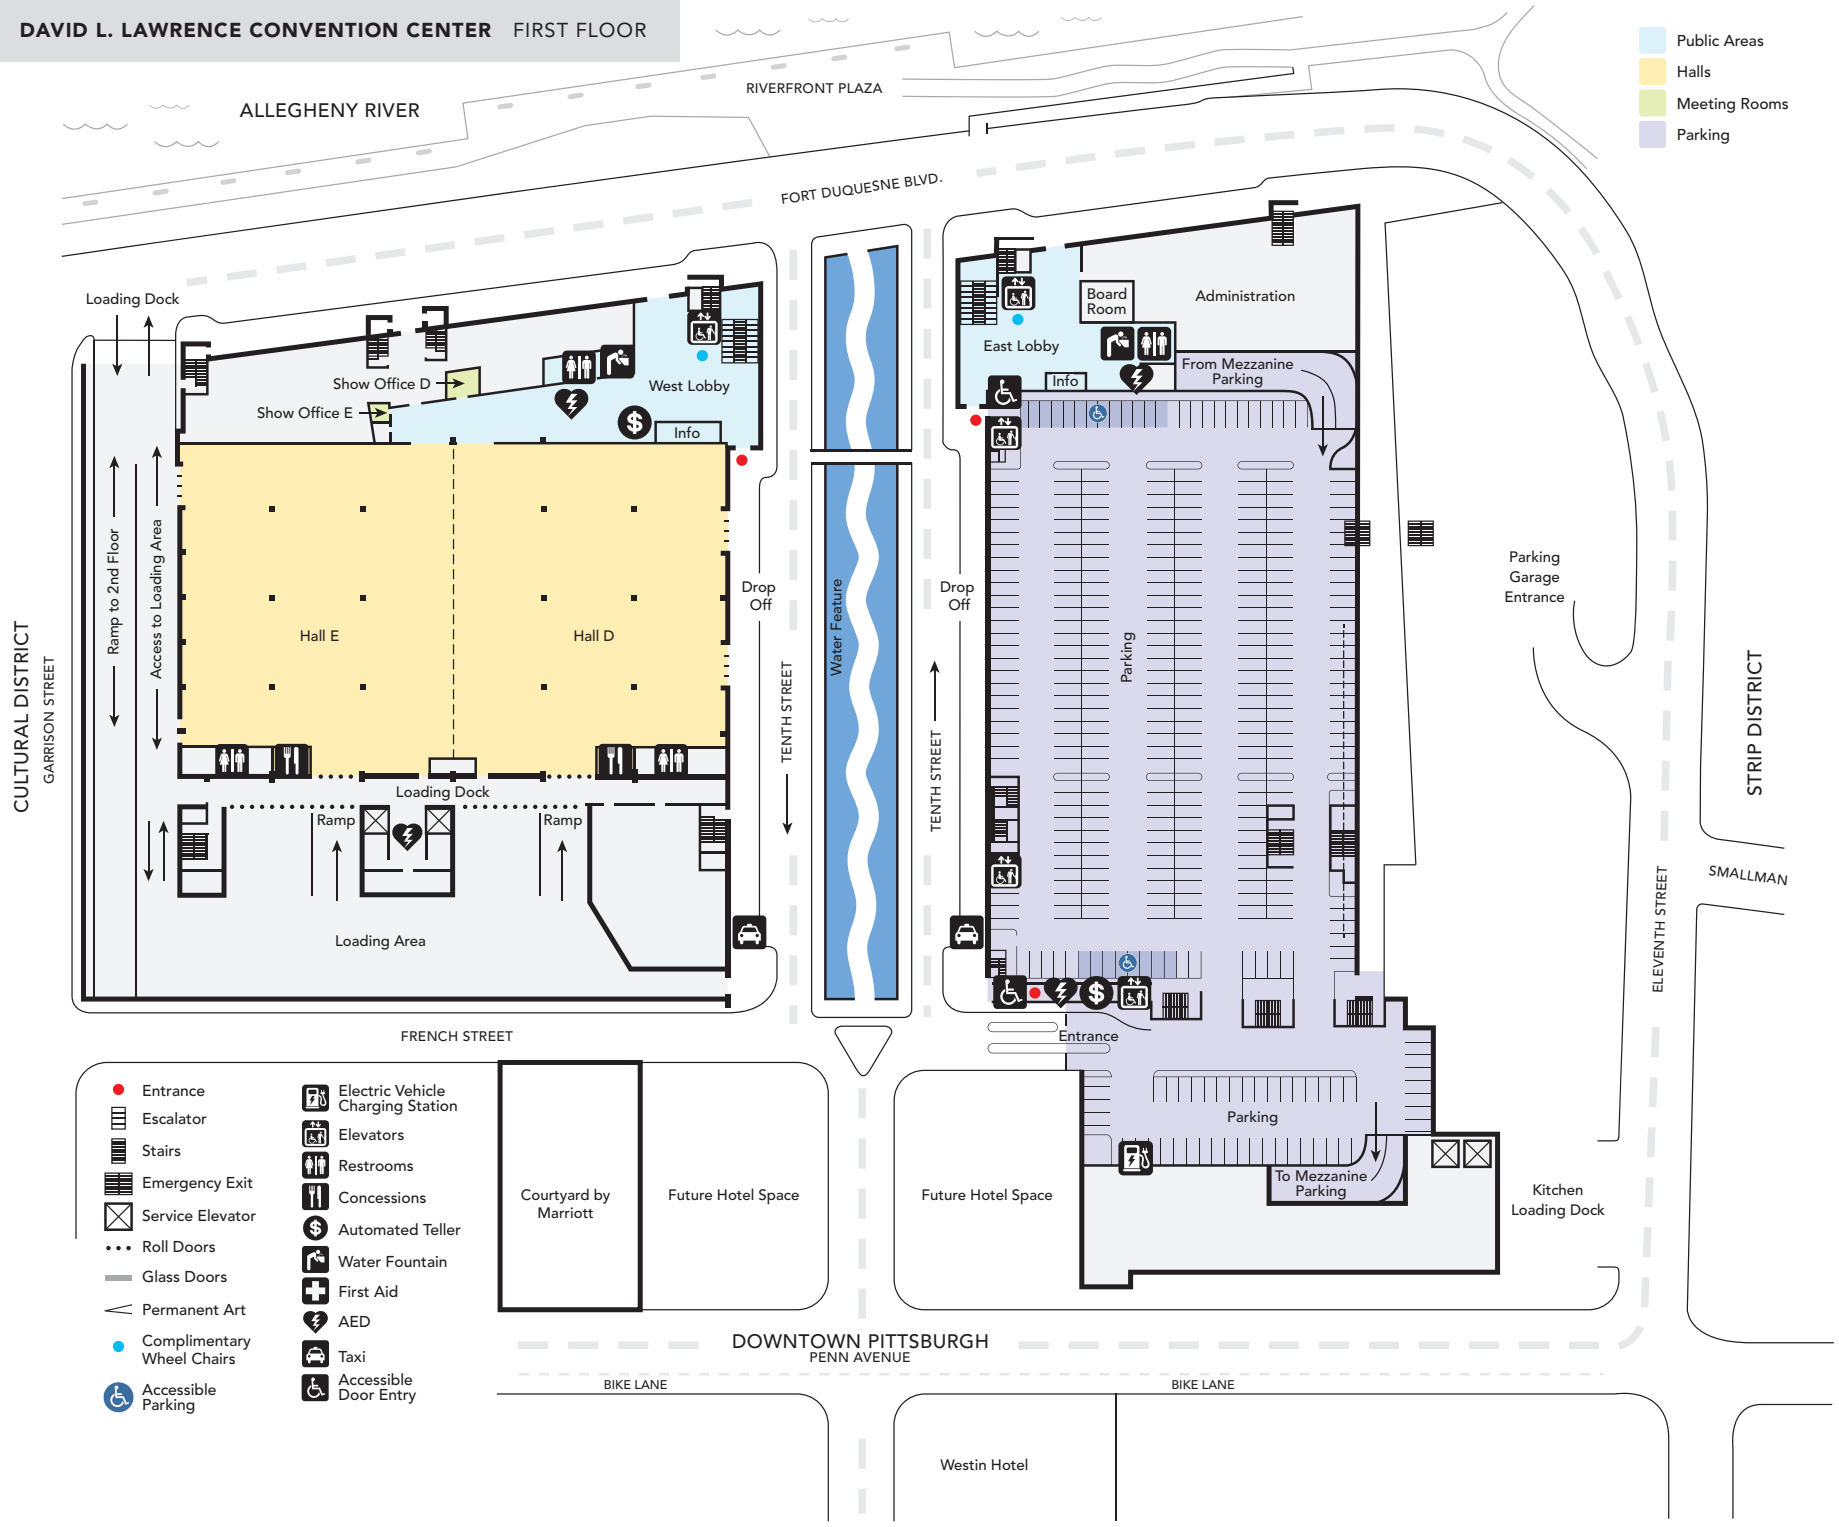 DAVID L. LAWRENCE CONVENTION CENTER FIRST FLOOR
Public Areas
Halls
Meeting Rooms
Parking
ALLEGHENY RIVER
RIVERFRONT PLAZA
FORT DUQUESNE BLVD.
Loading Dock
Show Office D
Show Office E
West Lobby
Info
Board
Room
Administration
East Lobby
Info
From Mezzanine
Parking
Ramp to 2nd Floor
Access to Loading Area
Hall E
Hall D
Drop
Off
Water Feature
Drop
Off
Parking
Parking
Garage
Entrance
CULTURAL DISTRICT
GARRISON STREET
TENTH STREET
TENTH STREET
STRIP DISTRICT
ELEVENTH STREET
SMALLMAN
Loading Dock
Ramp
Ramp
Loading Area
FRENCH STREET
Entrance
Parking
To Mezzanine
Parking
Kitchen
Loading Dock
Courtyard by
Marriott
Future Hotel Space
Future Hotel Space
Entrance
Escalator
Stairs
Emergency Exit
Service Elevator
Roll Doors
Glass Doors
Permanent Art
Complimentary
Wheel Chairs
Accessible
Parking
Electric Vehicle
Charging Station
Elevators
Restrooms
Concessions
$
Automated Teller
Water Fountain
First Aid
AED
Taxi
Accessible
Door Entry
DOWNTOWN PITTSBURGH
PENN AVENUE
BIKE LANE
BIKE LANE
Westin Hotel